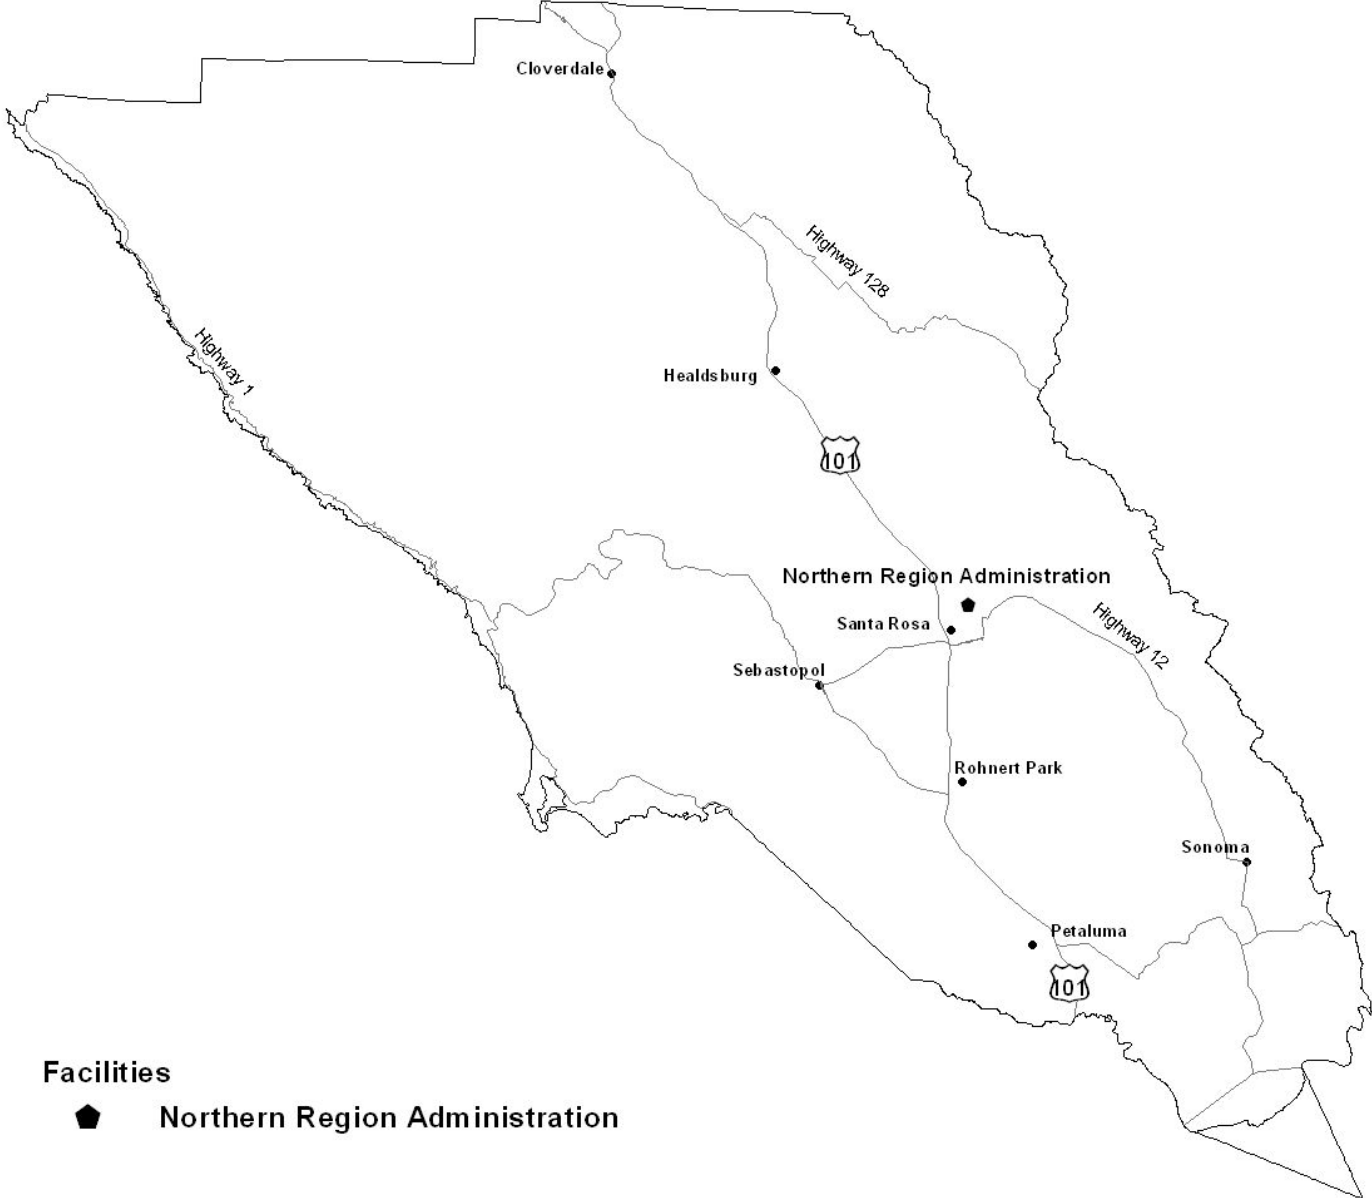 Cloverdale
Highway 128
Highway 1
Healdsburg
101
Northern Region Administration
Santa Rosa
Highway 12
Sebastopol
Rohnert Park
Sonoma
Petaluma
101
Facilities
Northern Region Administration